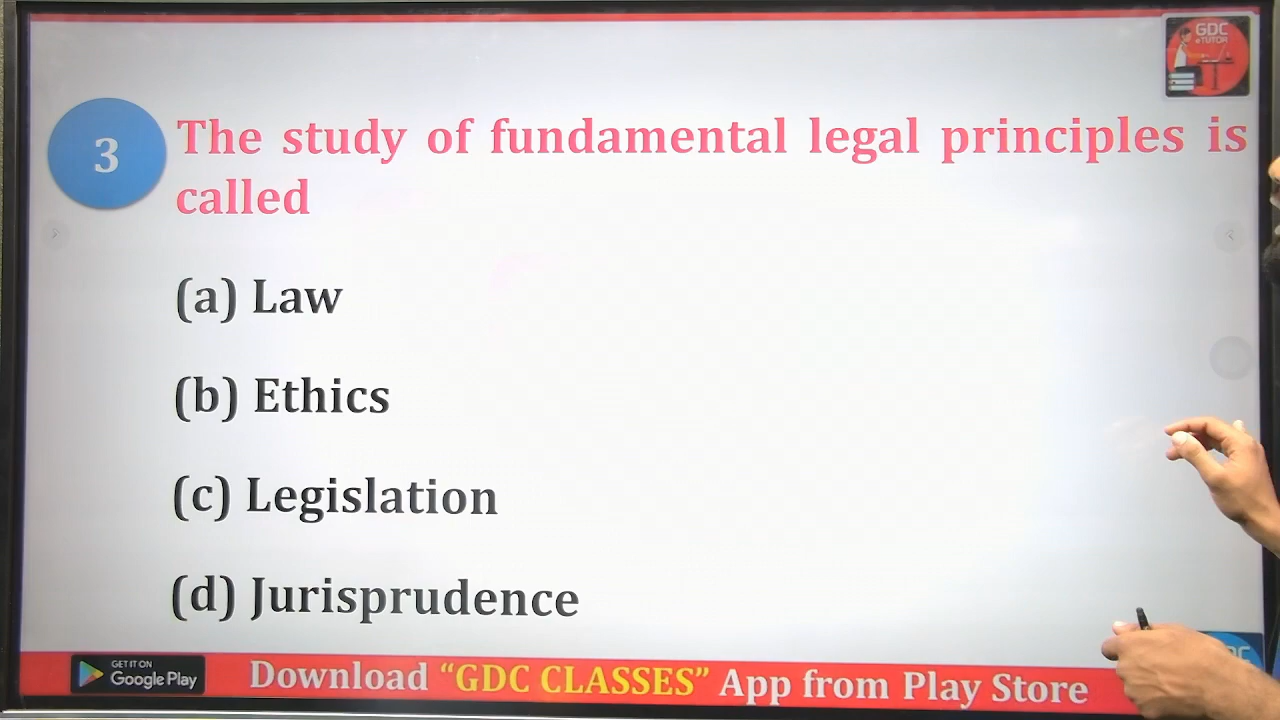 GDC
TUTOR
3
The study of fundamental legal principles is
called
(a) Law
(b) Ethics
(c) Legislation
(d) Jurisprudence
GET IT ON
Google Play
Download “GDC CLASSES” App from Play Store